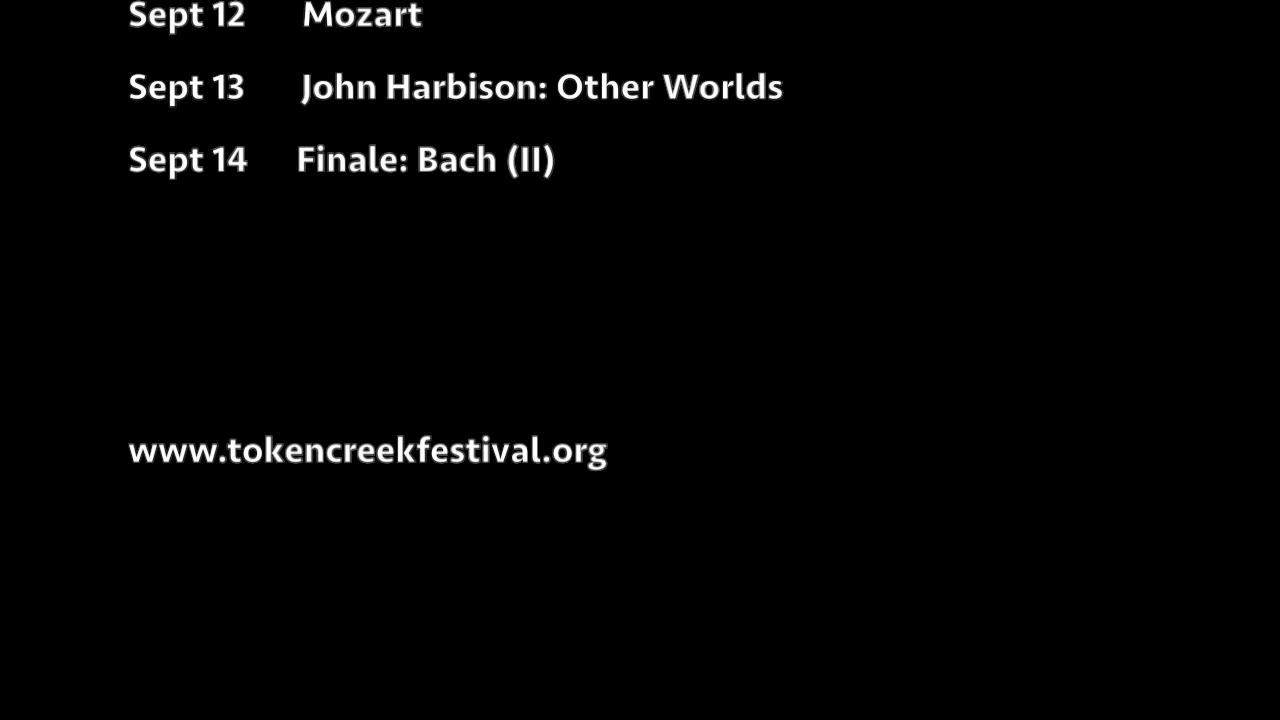 Sept 12 Mozart
Sept 13 John Harbison: Other Worlds
Sept 14 Finale: Bach (II)
www.tokencreekfestival.org